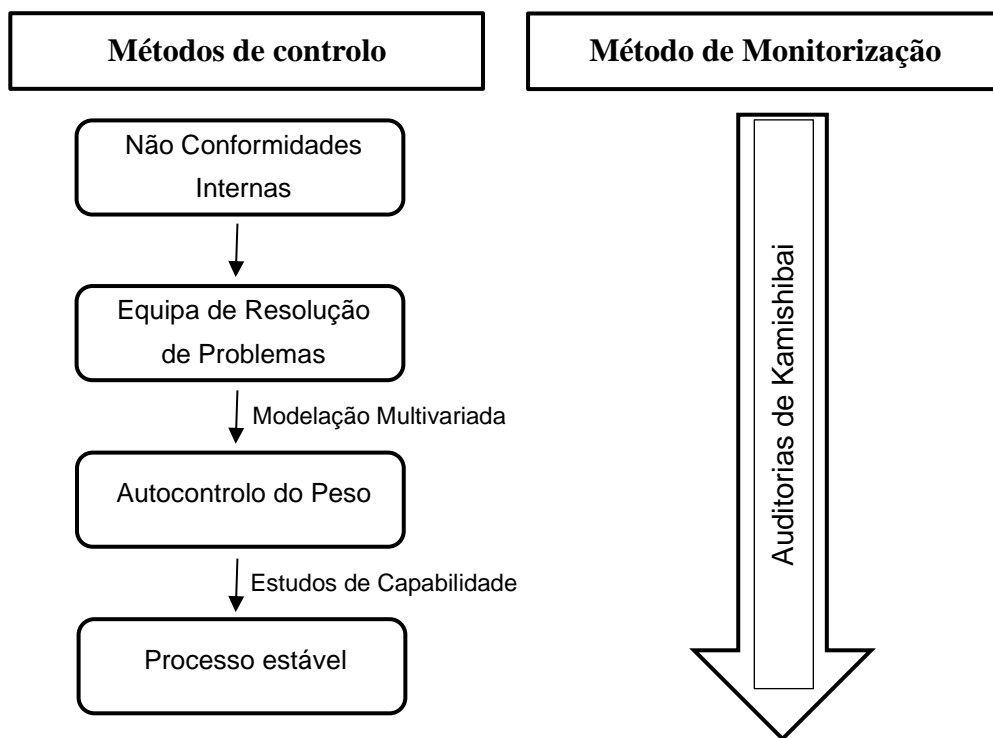 Métodos de controlo
Método de Monitorização
Não Conformidades
Internas
Equipa de Resolução
de Problemas
Modelação Multivariada
Autocontrolo do Peso
Estudos de Capabilidade
Processo estável
Auditorias de Kamishibai